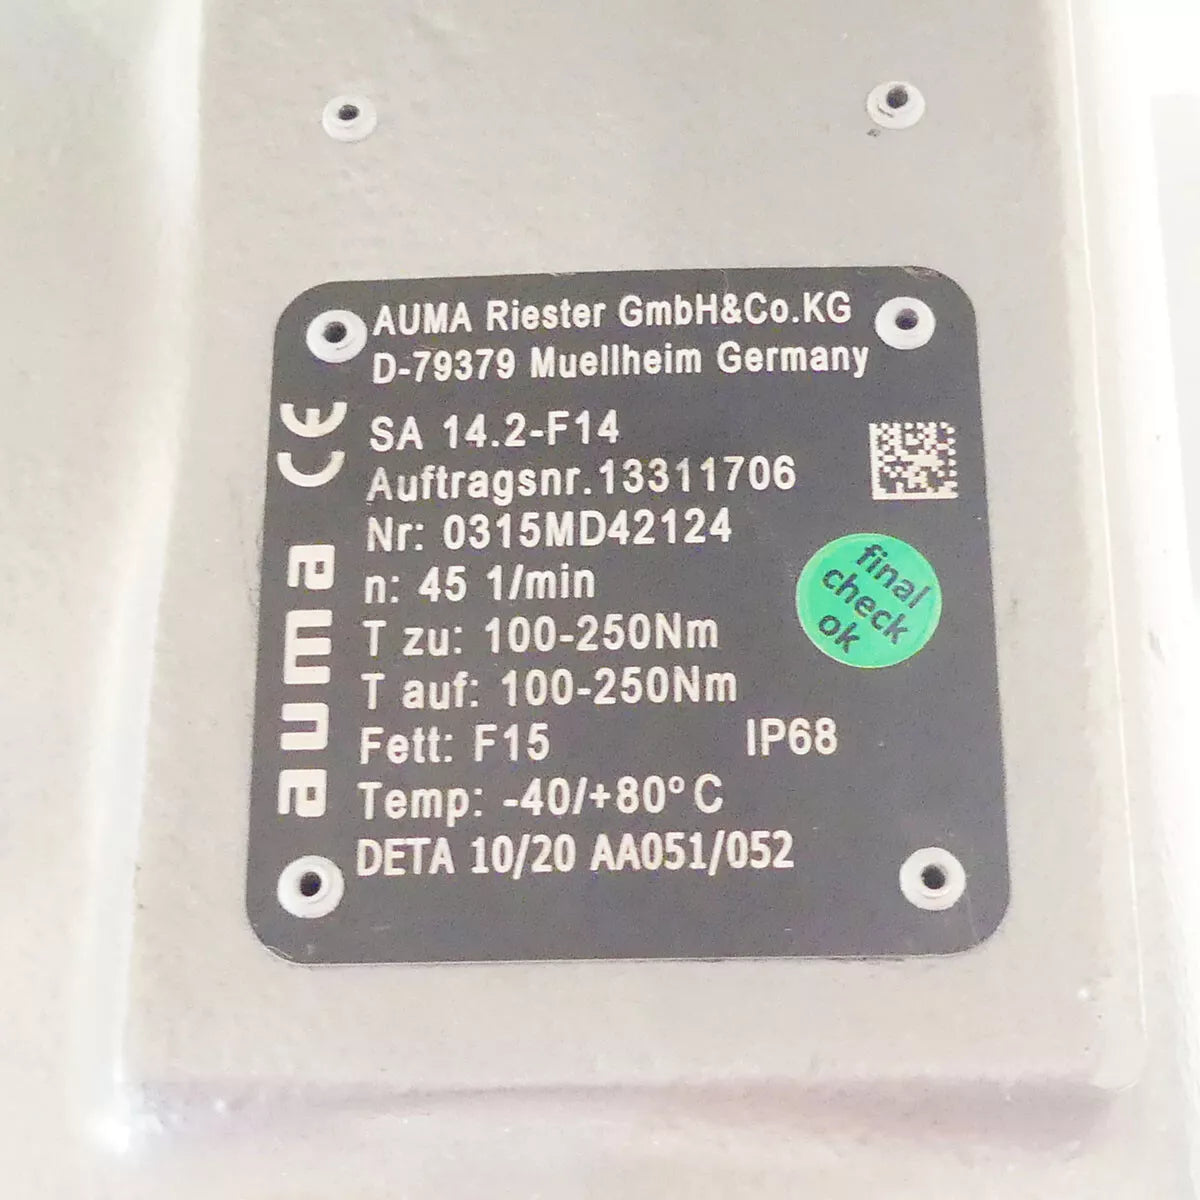 AUMA Riester GmbH&Co.KG
D-79379 Muellheim Germany
CE
SA 14.2-F14
Auftragsnr.13311706
Nr: 0315MD42124
n: 45 1/min
T zu: 100-250Nm
T auf: 100-250Nm
Fett: F15 IP68
Temp: -40/+80°C
DETA 10/20 AA051/052
auma
final
check
ok